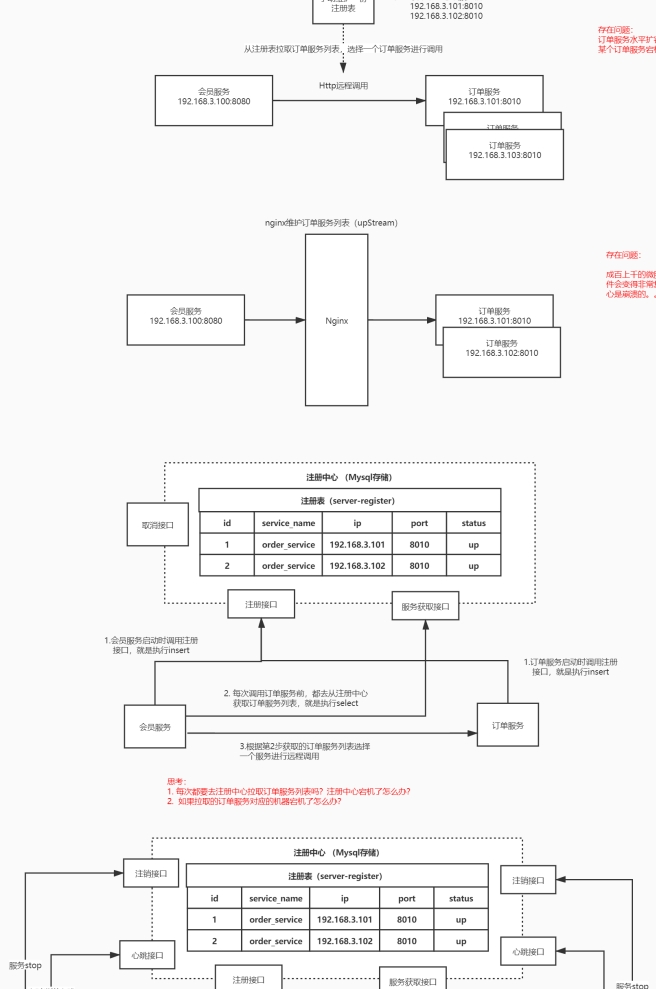 注册表
192.168.3.101:8010
192.168.3.102:8010
存在问题:
订单服务水平扩
某个订单服务宕
从注册表拉取订单服务列表, 选择一个订单服务进行调用
Http远程调用
会员服务
192.168.3.100:8080
订单服务
192.168.3.101:8010
订单服务
订单服务
192.168.3.103:8010
nginx维护订单服务列表（upStream）
存在问题:
成百上千的微
件会变得非常
心是崩溃的。
会员服务
192.168.3.100:8080
Nginx
订单服务
192.168.3.101:8010
订单服务
192.168.3.102:8010
注册中心 （Mysql存储）
注册表（server-register）
取消接口
id service_name ip port status
1 order_service 192.168.3.101 8010 up
2 order_service 192.168.3.102 8010 up
注册接口
服务获取接口
1.会员服务启动时调用注册
接口，就是执行insert
1.订单服务启动时调用注册
接口，就是执行insert
2. 每次调用订单服务前，都去从注册中心
获取订单服务列表，就是执行select
会员服务
订单服务
3.根据第2步获取的订单服务列表选择
一个服务进行远程调用
思考:
1. 每次都要去注册中心拉取订单服务列表吗？注册中心宕机了怎么办?
2. 如果拉取的订单服务对应的机器宕机了怎么办?
注册中心 （Mysql存储）
注销接口
注册表（server-register）
注销接口
id service_name ip port status
1 order_service 192.168.3.101 8010 up
2 order_service 192.168.3.102 8010 up
心跳接口
心跳接口
服务stop
注册接口
服务获取接口
服务stop